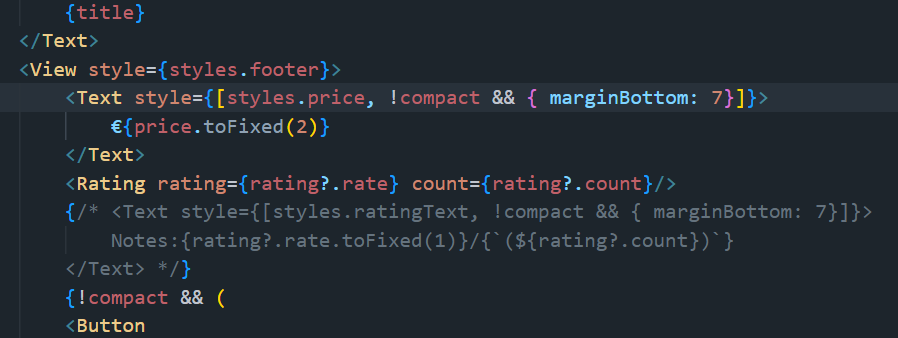 {title}
</Text>
<View style={styles.footer}>
<Text style={[styles.price, !compact && { marginBottom: 7}]}>
€{price.toFixed(2)}
</Text>
<Rating rating={rating?.rate} count={rating?.count}/>
{/* <Text style={[styles.ratingText, !compact && { marginBottom: 7}]}>
Notes:{rating?.rate.toFixed(1)}/{`(${rating?.count})`}
</Text> */}
{!compact && (
<Button